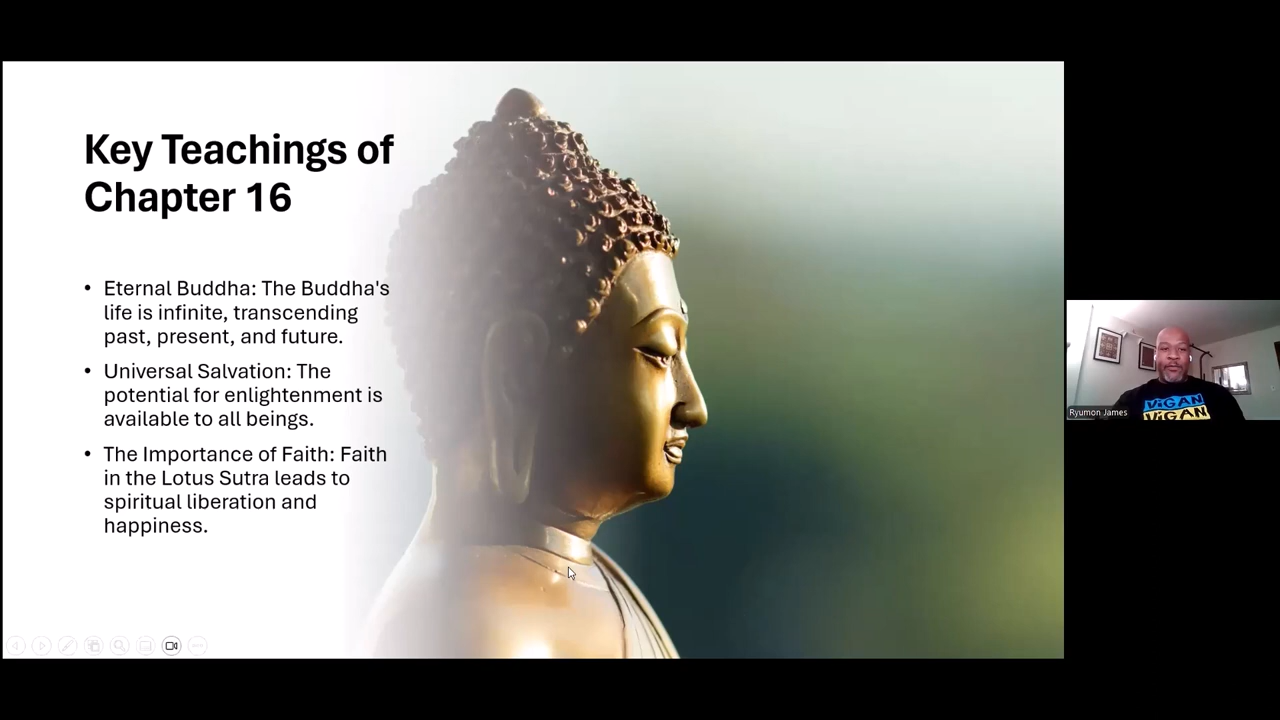 Key Teachings of
Chapter 16
• Eternal Buddha: The Buddha's
life is infinite, transcending
past, present, and future.
• Universal Salvation: The
potential for enlightenment is
available to all beings.
• The Importance of Faith: Faith
in the Lotus Sutra leads to
spiritual liberation and
happiness.
Ryumon James
ViGAN
ViGAN